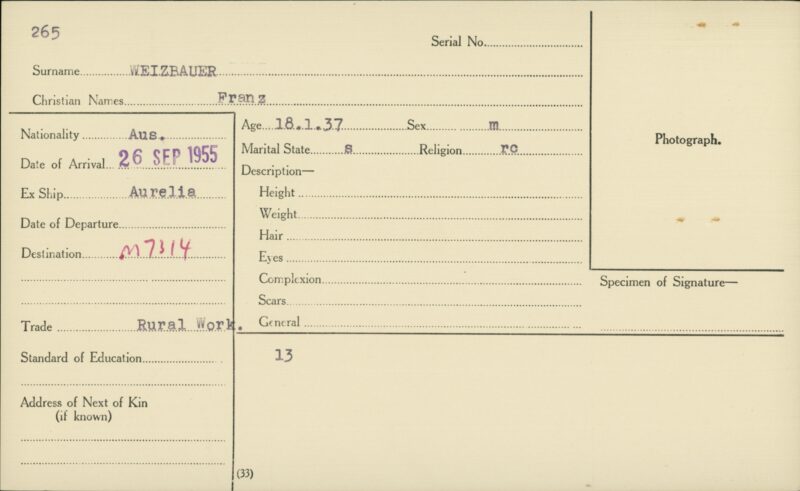 265
Serial No.
Surname WEIZBAUER
Christian Names Franz
Nationality Aus.
Date of Arrival 26 SEP 1955
Ex Ship Aurelia
Date of Departure
Destination M7314
Trade Rural Work.
Standard of Education
Address of Next of Kin
(if known)
Age 18.1.37 Sex m
Marital State s Religion rc
Description—
Height
Weight
Hair
Eyes
Complexion
Scars
General
13
(33)
Photograph.
Specimen of Signature—